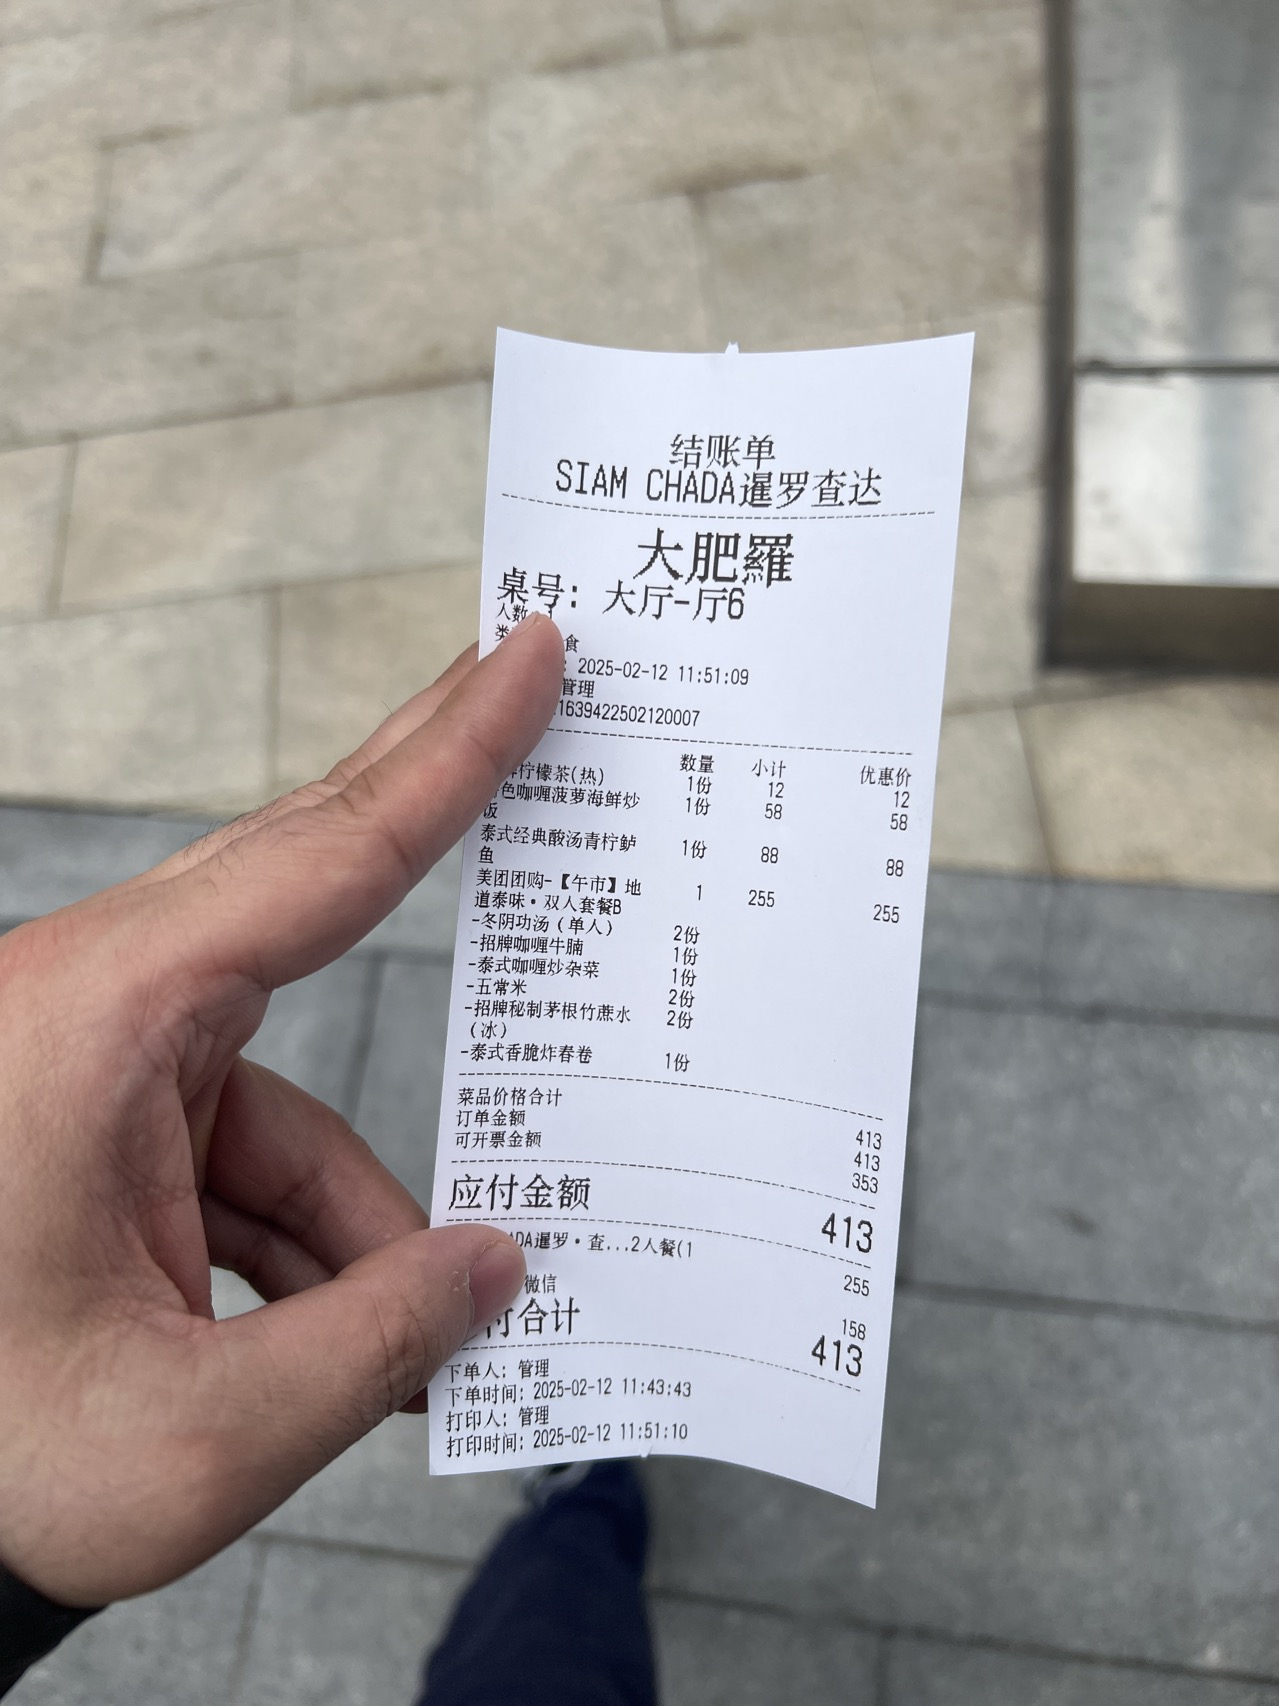 结账单
SIAM CHADA暹罗查达
大肥羅
桌号: 大厅-厅6
人数 1
食
: 2025-02-12 11:51:09
管理
1639422502120007
数量 小计 优惠价
柠檬茶(热) 1份 12 12
色咖喱菠萝海鲜炒 1份 58 58
饭
泰式经典酸汤青柠鲈 1份 88 88
鱼
美团团购-【午市】地 1 255 255
道泰味·双人套餐B
-冬阴功汤(单人) 2份
-招牌咖喱牛腩 1份
-泰式咖喱炒杂菜 1份
-五常米 2份
-招牌秘制茅根竹蔗水 2份
(冰)
-泰式香脆炸春卷 1份
菜品价格合计 413
订单金额 413
可开票金额 353
应付金额 413
ADA暹罗·查...2人餐(1 255
微信 158
付合计 413
下单人: 管理
下单时间: 2025-02-12 11:43:43
打印人: 管理
打印时间: 2025-02-12 11:51:10